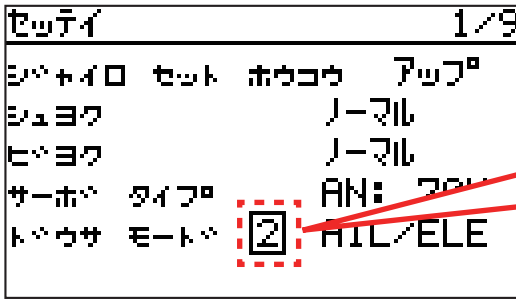 セッテイ 1/9
ジャイロ セット ホウコウ アップ
シュヨク ノーマル
ビヨク ノーマル
サーボ タイプ AN:
ドウサ モード 2 AIL/ELE